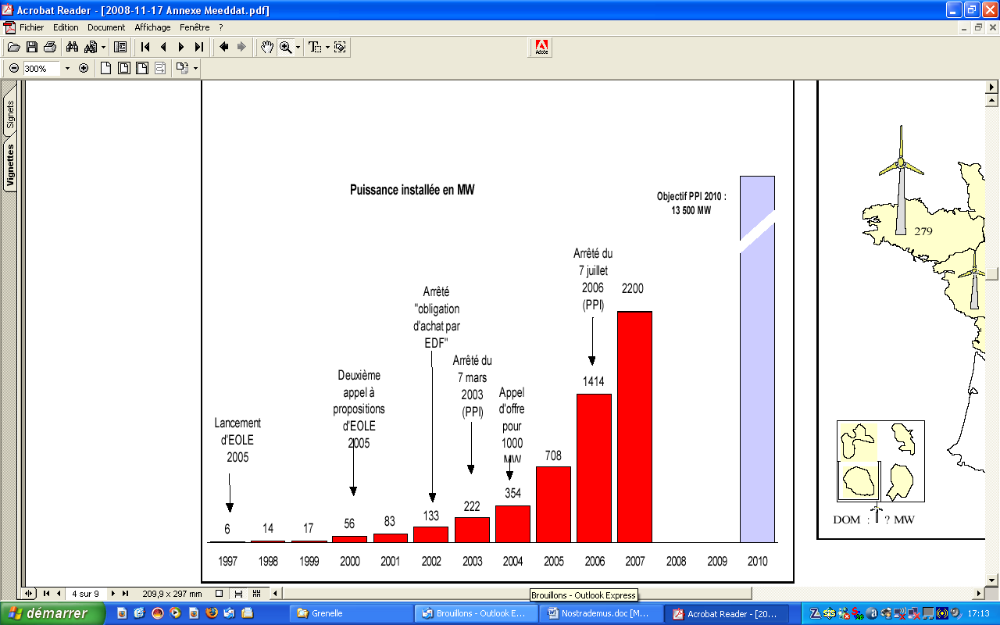 Acrobat Reader - [2008-11-17 Annexe Meeddat.pdf]
Fichier Edition Document Affichage Fenêtre ?
Adobe
300%
Signets
Vignettes
Puissance installée en MW
Objectif PPI 2010 :
13 500 MW
279
Arrêté du
7 juillet
2006
(PPI)
2200
Arrêté
"obligation
d'achat par
EDF"
Arrêté du
7 mars
2003
(PPI)
1414
Deuxième
appel à
propositions
d'EOLE
2005
Appel
d'offre
pour
1000
MW
Lancement
d'EOLE
2005
708
354
222
133
83
56
17
14
6
DOM : ? MW
1997 1998 1999 2000 2001 2002 2003 2004 2005 2006 2007 2008 2009 2010
4 sur 9
209,9 x 297 mm
Brouillons - Outlook Express
démarrer
Grenelle
Brouillons - Outlook E...
Nostrademus.doc [M...
Acrobat Reader - [20...
17:13